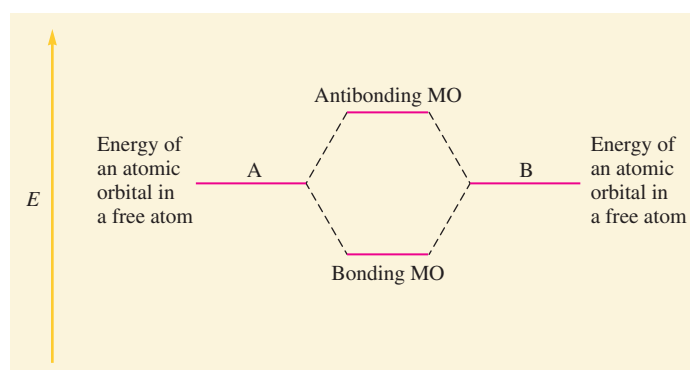 Antibonding MO
Energy of
an atomic
orbital in
a free atom
A
B
Energy of
an atomic
orbital in
a free atom
E
Bonding MO